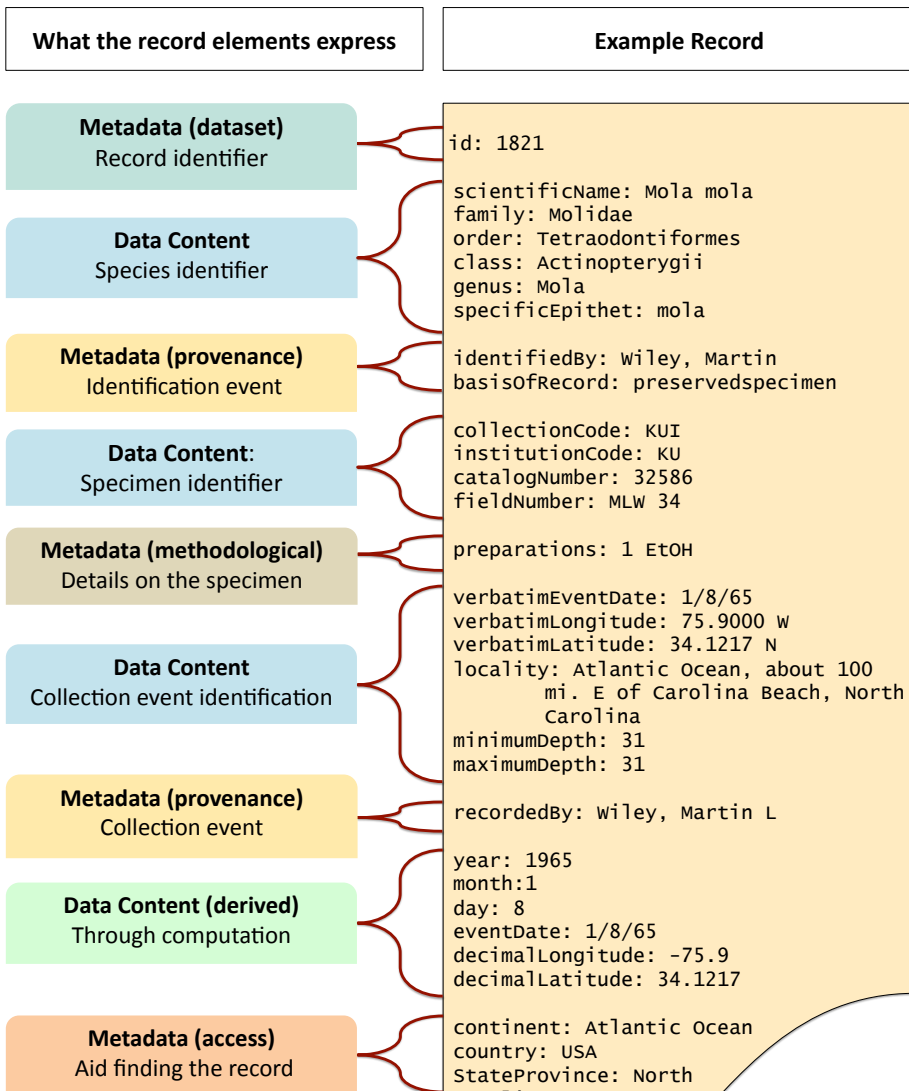 What the record elements express
Example Record
Metadata (dataset)
Record identifier
id: 1821
Data Content
Species identifier
scientificName: Mola mola
family: Molidae
order: Tetraodontiformes
class: Actinopterygii
genus: Mola
specificEpithet: mola
Metadata (provenance)
Identification event
identifiedBy: Wiley, Martin
basisOfRecord: preservedspecimen
Data Content:
Specimen identifier
collectionCode: KUI
institutionCode: KU
catalogNumber: 32586
fieldNumber: MLW 34
Metadata (methodological)
Details on the specimen
preparations: 1 EtOH
Data Content
Collection event identification
verbatimEventDate: 1/8/65
verbatimLongitude: 75.9000 W
verbatimLatitude: 34.1217 N
locality: Atlantic Ocean, about 100
mi. E of Carolina Beach, North
Carolina
minimumDepth: 31
maximumDepth: 31
Metadata (provenance)
Collection event
recordedBy: Wiley, Martin L
Data Content (derived)
Through computation
year: 1965
month:1
day: 8
eventDate: 1/8/65
decimalLongitude: -75.9
decimalLatitude: 34.1217
Metadata (access)
Aid finding the record
continent: Atlantic Ocean
country: USA
StateProvince: North